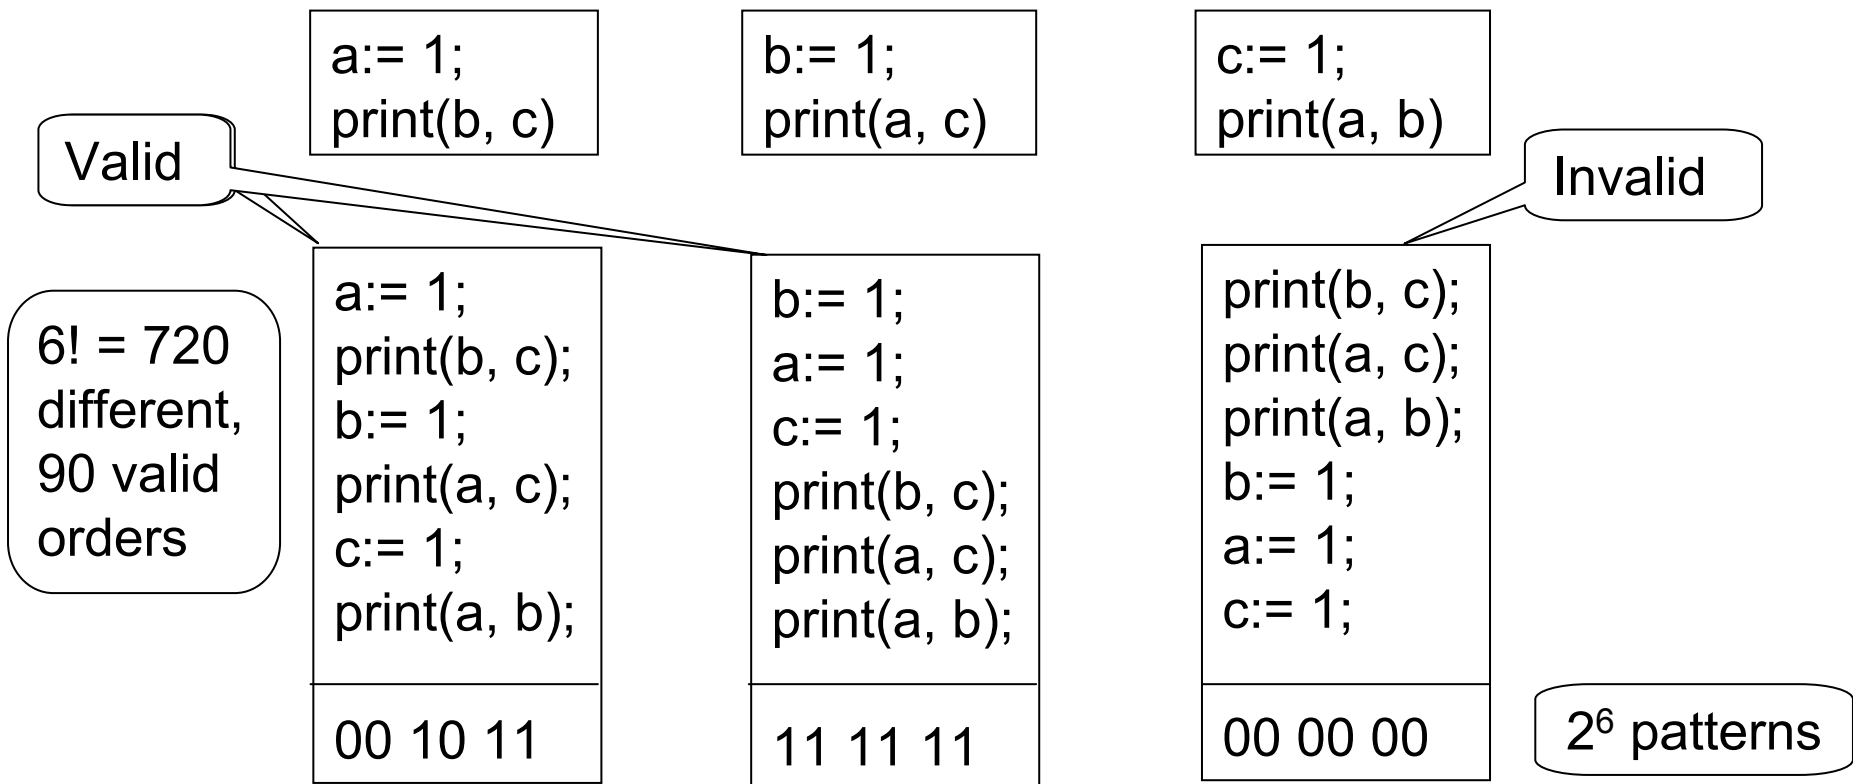 a:= 1;
print(b, c)
b:= 1;
print(a, c)
c:= 1;
print(a, b)
Valid
Invalid
6! = 720
different,
90 valid
orders
a:= 1;
print(b, c);
b:= 1;
print(a, c);
c:= 1;
print(a, b);
00 10 11
b:= 1;
a:= 1;
c:= 1;
print(b, c);
print(a, c);
print(a, b);
11 11 11
print(b, c);
print(a, c);
print(a, b);
b:= 1;
a:= 1;
c:= 1;
00 00 00
2⁶ patterns